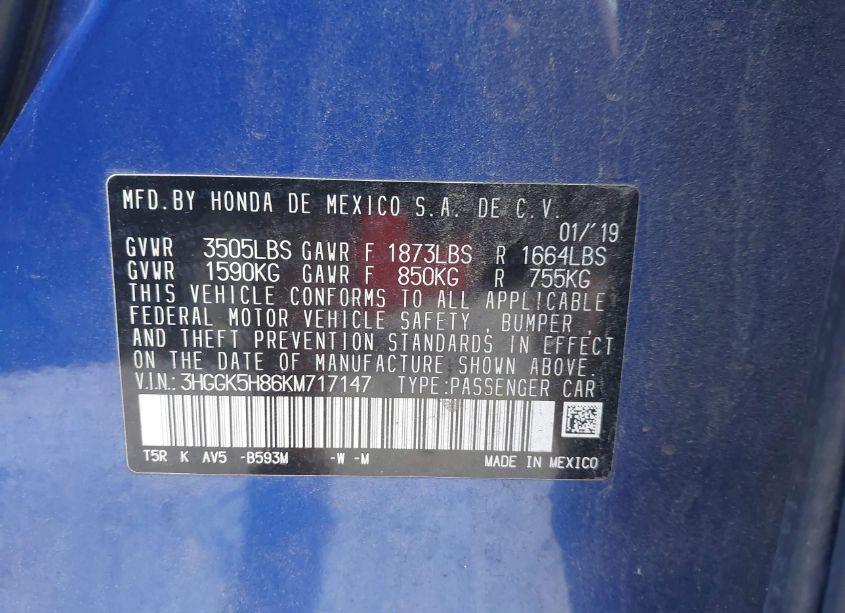 MFD.BY HONDA DE MEXICO S.A. DE C.V.
01/'19
GVWR 3505LBS GAWR F 1873LBS R 1664LBS
GVWR 1590KG GAWR F 850KG R 755KG
THIS VEHICLE CONFORMS TO ALL APPLICABLE
FEDERAL MOTOR VEHICLE SAFETY , BUMPER ,
AND THEFT PREVENTION STANDARDS IN EFFECT
ON THE DATE OF MANUFACTURE SHOWN ABOVE.
V.I.N.: 3HGGK5H86KM717147 TYPE:PASSENGER CAR
T5R K AV5 -B593M -W -M MADE IN MEXICO